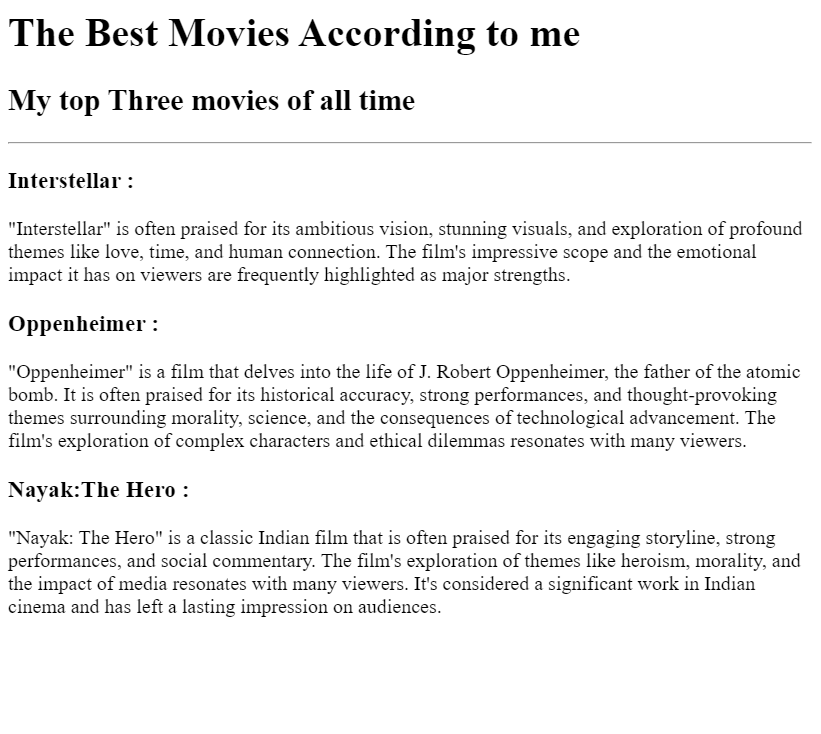 The Best Movies According to me
My top Three movies of all time
Interstellar :
"Interstellar" is often praised for its ambitious vision, stunning visuals, and exploration of profound
themes like love, time, and human connection. The film's impressive scope and the emotional
impact it has on viewers are frequently highlighted as major strengths.
Oppenheimer :
"Oppenheimer" is a film that delves into the life of J. Robert Oppenheimer, the father of the atomic
bomb. It is often praised for its historical accuracy, strong performances, and thought-provoking
themes surrounding morality, science, and the consequences of technological advancement. The
film's exploration of complex characters and ethical dilemmas resonates with many viewers.
Nayak:The Hero :
"Nayak: The Hero" is a classic Indian film that is often praised for its engaging storyline, strong
performances, and social commentary. The film's exploration of themes like heroism, morality, and
the impact of media resonates with many viewers. It's considered a significant work in Indian
cinema and has left a lasting impression on audiences.